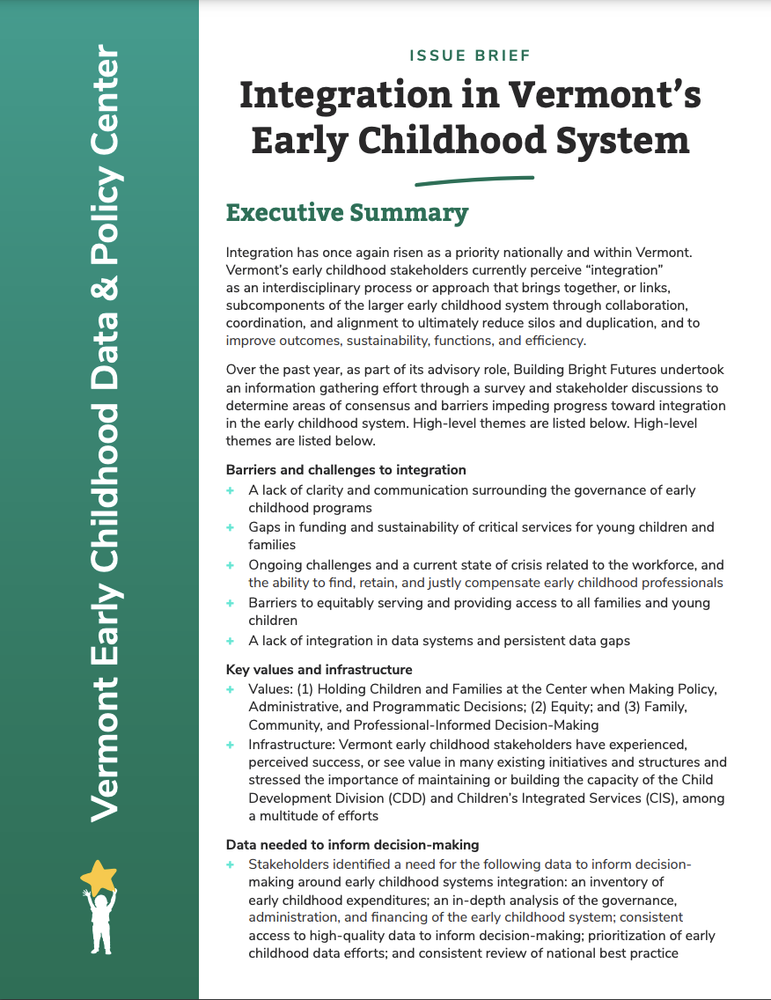 Vermont Early Childhood Data & Policy Center
ISSUE BRIEF
Integration in Vermont’s
Early Childhood System
Executive Summary
Integration has once again risen as a priority nationally and within Vermont.
Vermont’s early childhood stakeholders currently perceive “integration”
as an interdisciplinary process or approach that brings together, or links,
subcomponents of the larger early childhood system through collaboration,
coordination, and alignment to ultimately reduce silos and duplication, and to
improve outcomes, sustainability, functions, and efficiency.
Over the past year, as part of its advisory role, Building Bright Futures undertook
an information gathering effort through a survey and stakeholder discussions to
determine areas of consensus and barriers impeding progress toward integration
in the early childhood system. High-level themes are listed below. High-level
themes are listed below.
Barriers and challenges to integration
+ A lack of clarity and communication surrounding the governance of early
childhood programs
+ Gaps in funding and sustainability of critical services for young children and
families
+ Ongoing challenges and a current state of crisis related to the workforce, and
the ability to find, retain, and justly compensate early childhood professionals
+ Barriers to equitably serving and providing access to all families and young
children
+ A lack of integration in data systems and persistent data gaps
Key values and infrastructure
+ Values: (1) Holding Children and Families at the Center when Making Policy,
Administrative, and Programmatic Decisions; (2) Equity; and (3) Family,
Community, and Professional-Informed Decision-Making
+ Infrastructure: Vermont early childhood stakeholders have experienced,
perceived success, or see value in many existing initiatives and structures and
stressed the importance of maintaining or building the capacity of the Child
Development Division (CDD) and Children’s Integrated Services (CIS), among
a multitude of efforts
Data needed to inform decision-making
+ Stakeholders identified a need for the following data to inform decision-
making around early childhood systems integration: an inventory of
early childhood expenditures; an in-depth analysis of the governance,
administration, and financing of the early childhood system; consistent
access to high-quality data to inform decision-making; prioritization of early
childhood data efforts; and consistent review of national best practice